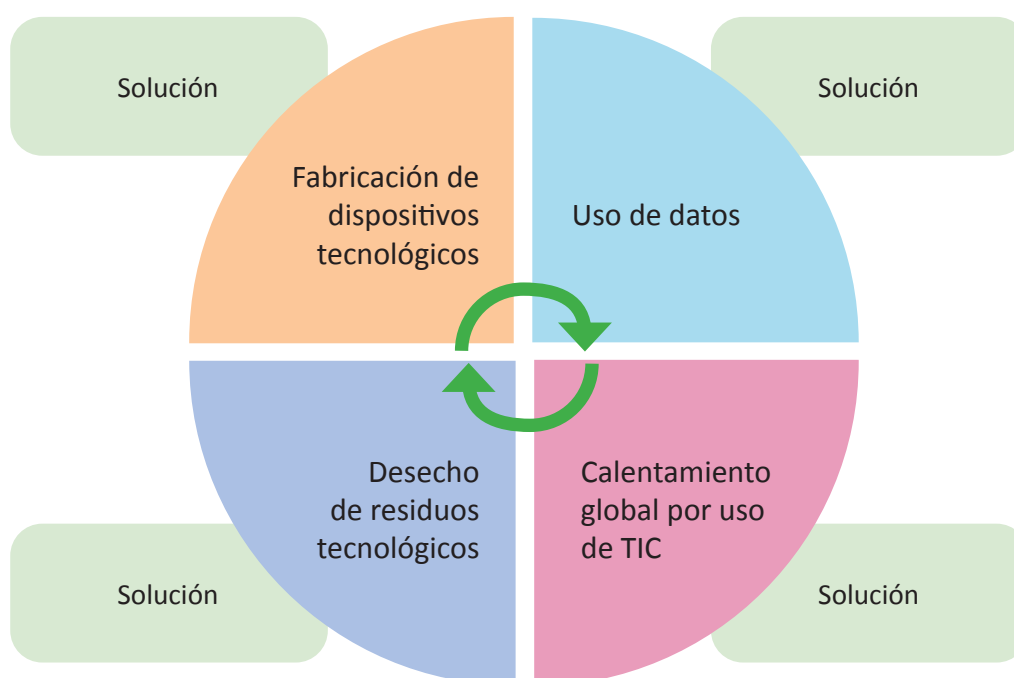 Solución
Solución
Fabricación de
dispositivos
tecnológicos
Uso de datos
Desecho
de residuos
tecnológicos
Calentamiento
global por uso
de TIC
Solución
Solución